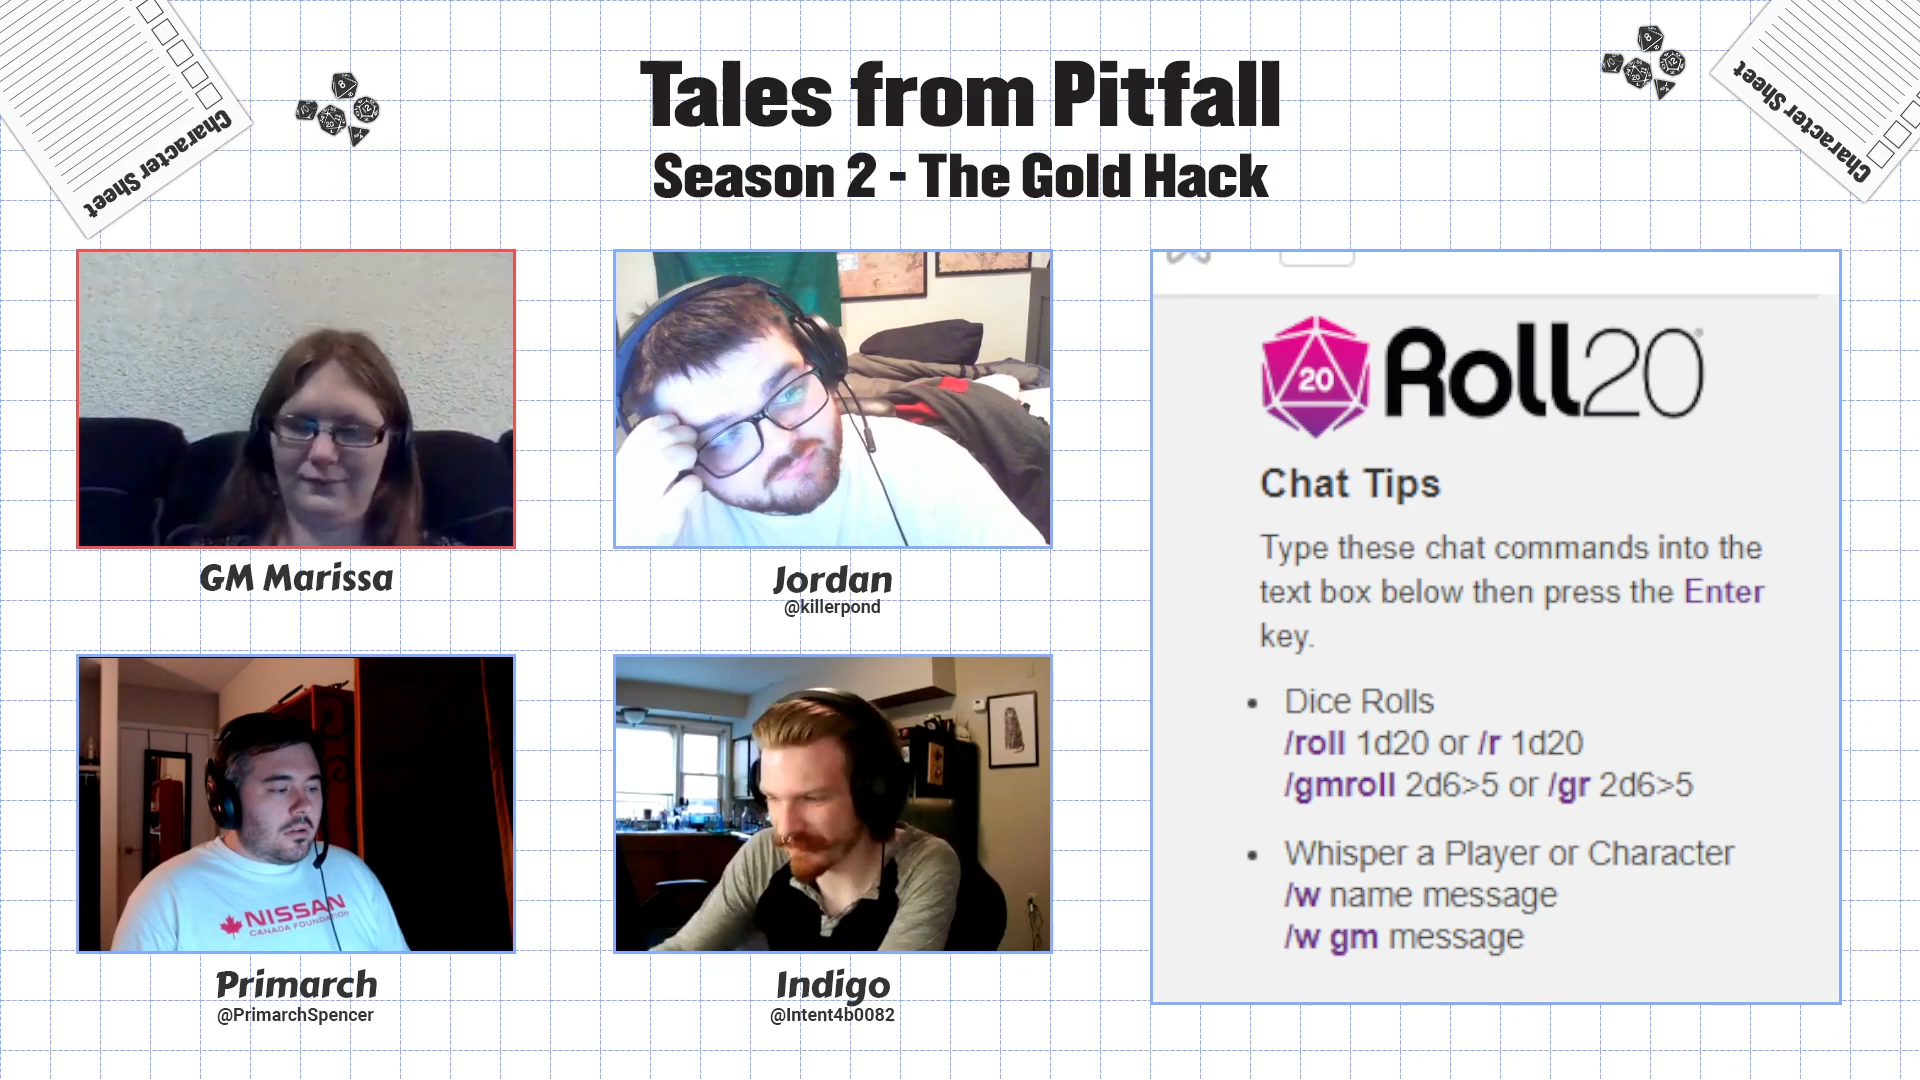 Character Sheet
Character Sheet
Tales from Pitfall
Season 2 - The Gold Hack
GM Marissa
Jordan
@killerpond
NISSAN
CANADA FOUNDATION
Primarch
@PrimarchSpencer
Indigo
@Intent4b0082
20
Roll20
Chat Tips
Type these chat commands into the
text box below then press the Enter
key.
• Dice Rolls
/roll 1d20 or /r 1d20
/gmroll 2d6>5 or /gr 2d6>5
• Whisper a Player or Character
/w name message
/w gm message